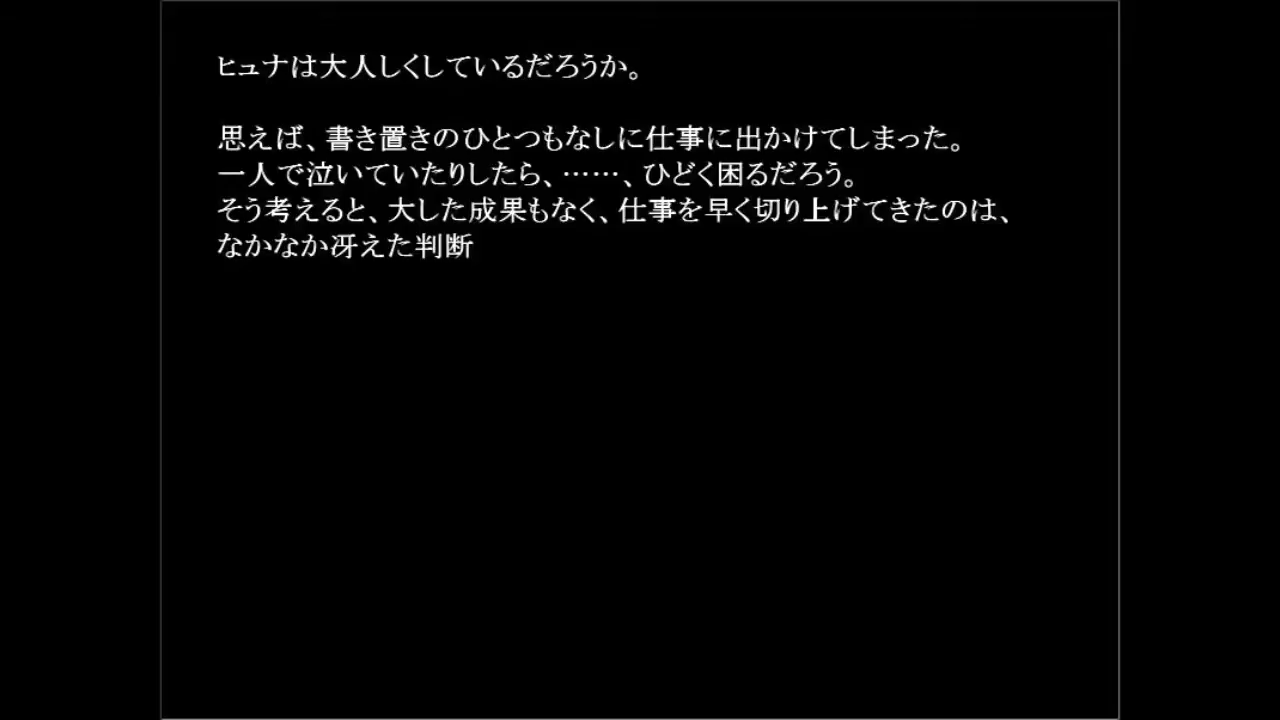 ヒュナは大人しくしているだろうか。
思えば、書き置きのひとつもなしに仕事に出かけてしまった。
一人で泣いていたりしたら、……、ひどく困るだろう。
そう考えると、大した成果もなく、仕事を早く切り上げてきたのは、
なかなか冴えた判断